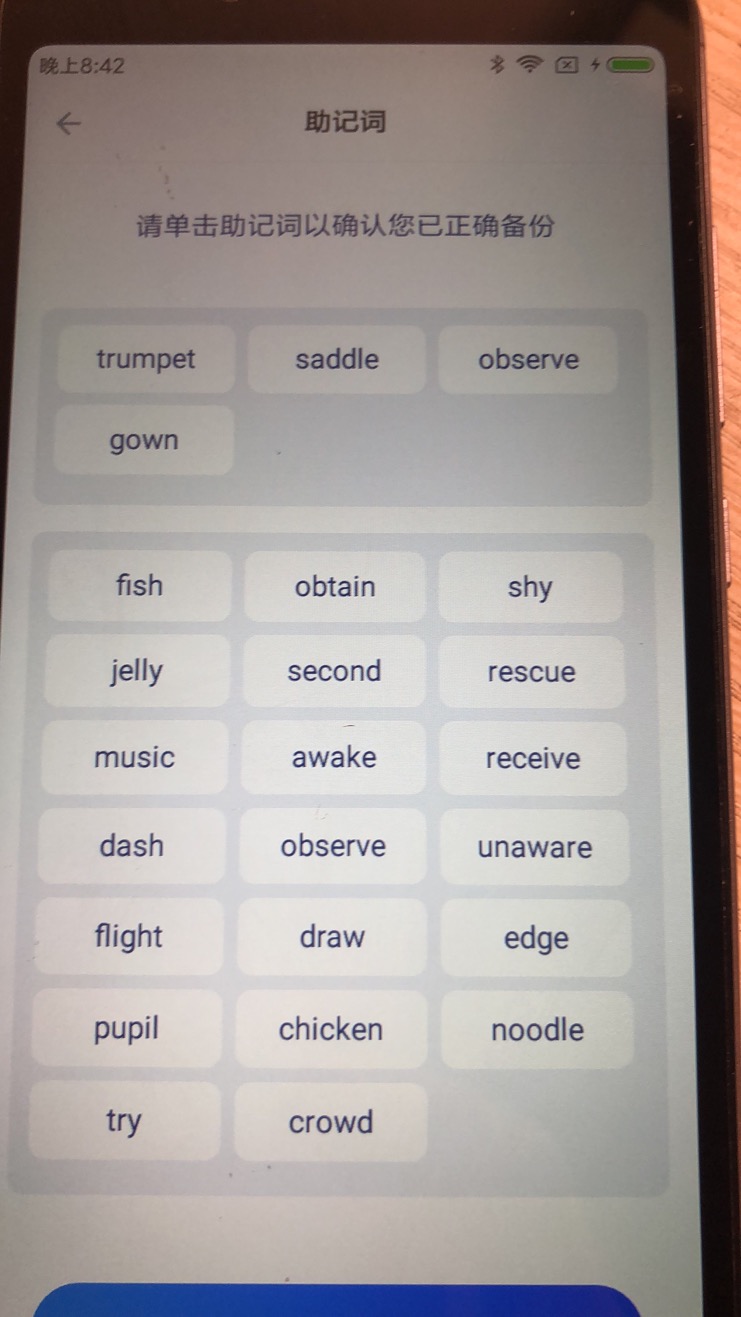 晚上8:42
助记词
请单击助记词以确认您已正确备份
trumpet saddle observe
gown
fish obtain shy
jelly second rescue
music awake receive
dash observe unaware
flight draw edge
pupil chicken noodle
try crowd